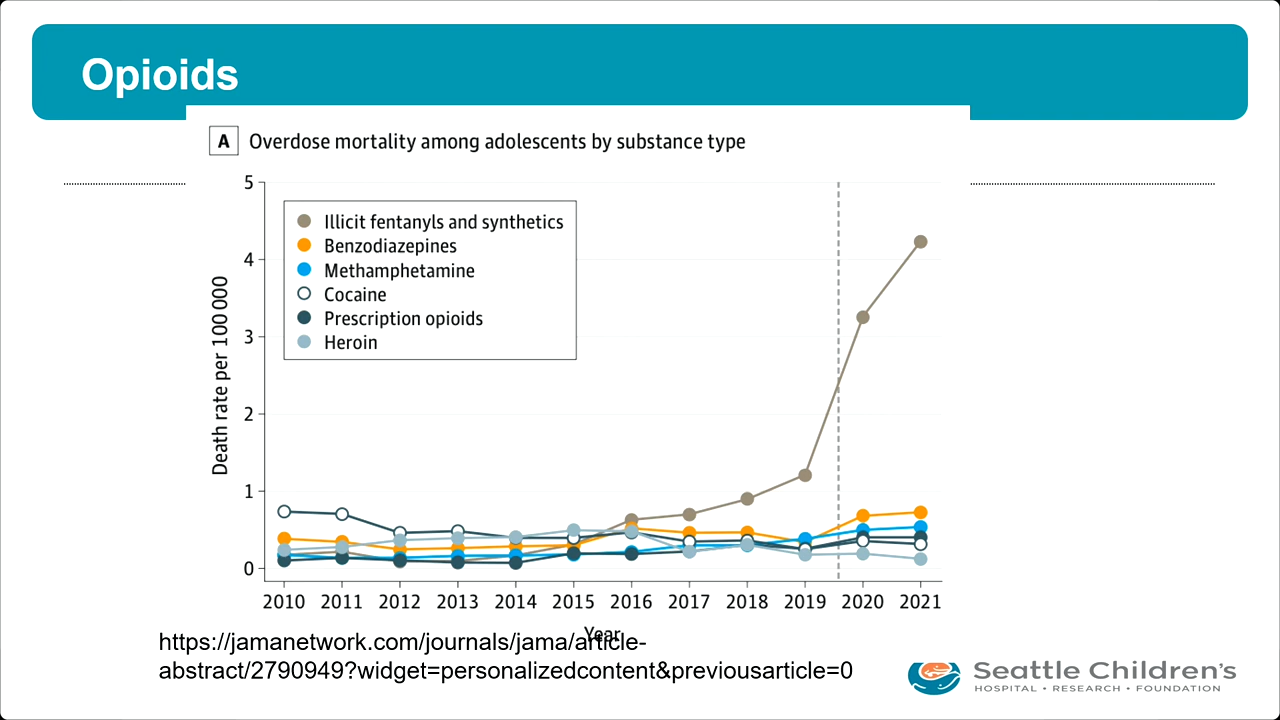 Opioids
A Overdose mortality among adolescents by substance type
5
4
3
2
1
0
Death rate per 100 000
Illicit fentanyls and synthetics
Benzodiazepines
Methamphetamine
Cocaine
Prescription opioids
Heroin
2010 2011 2012 2013 2014 2015 2016 2017 2018 2019 2020 2021
Year
https://jamanetwork.com/journals/jama/article-
abstract/2790949?widget=personalizedcontent&previousarticle=0
Seattle Children's
HOSPITAL • RESEARCH • FOUNDATION